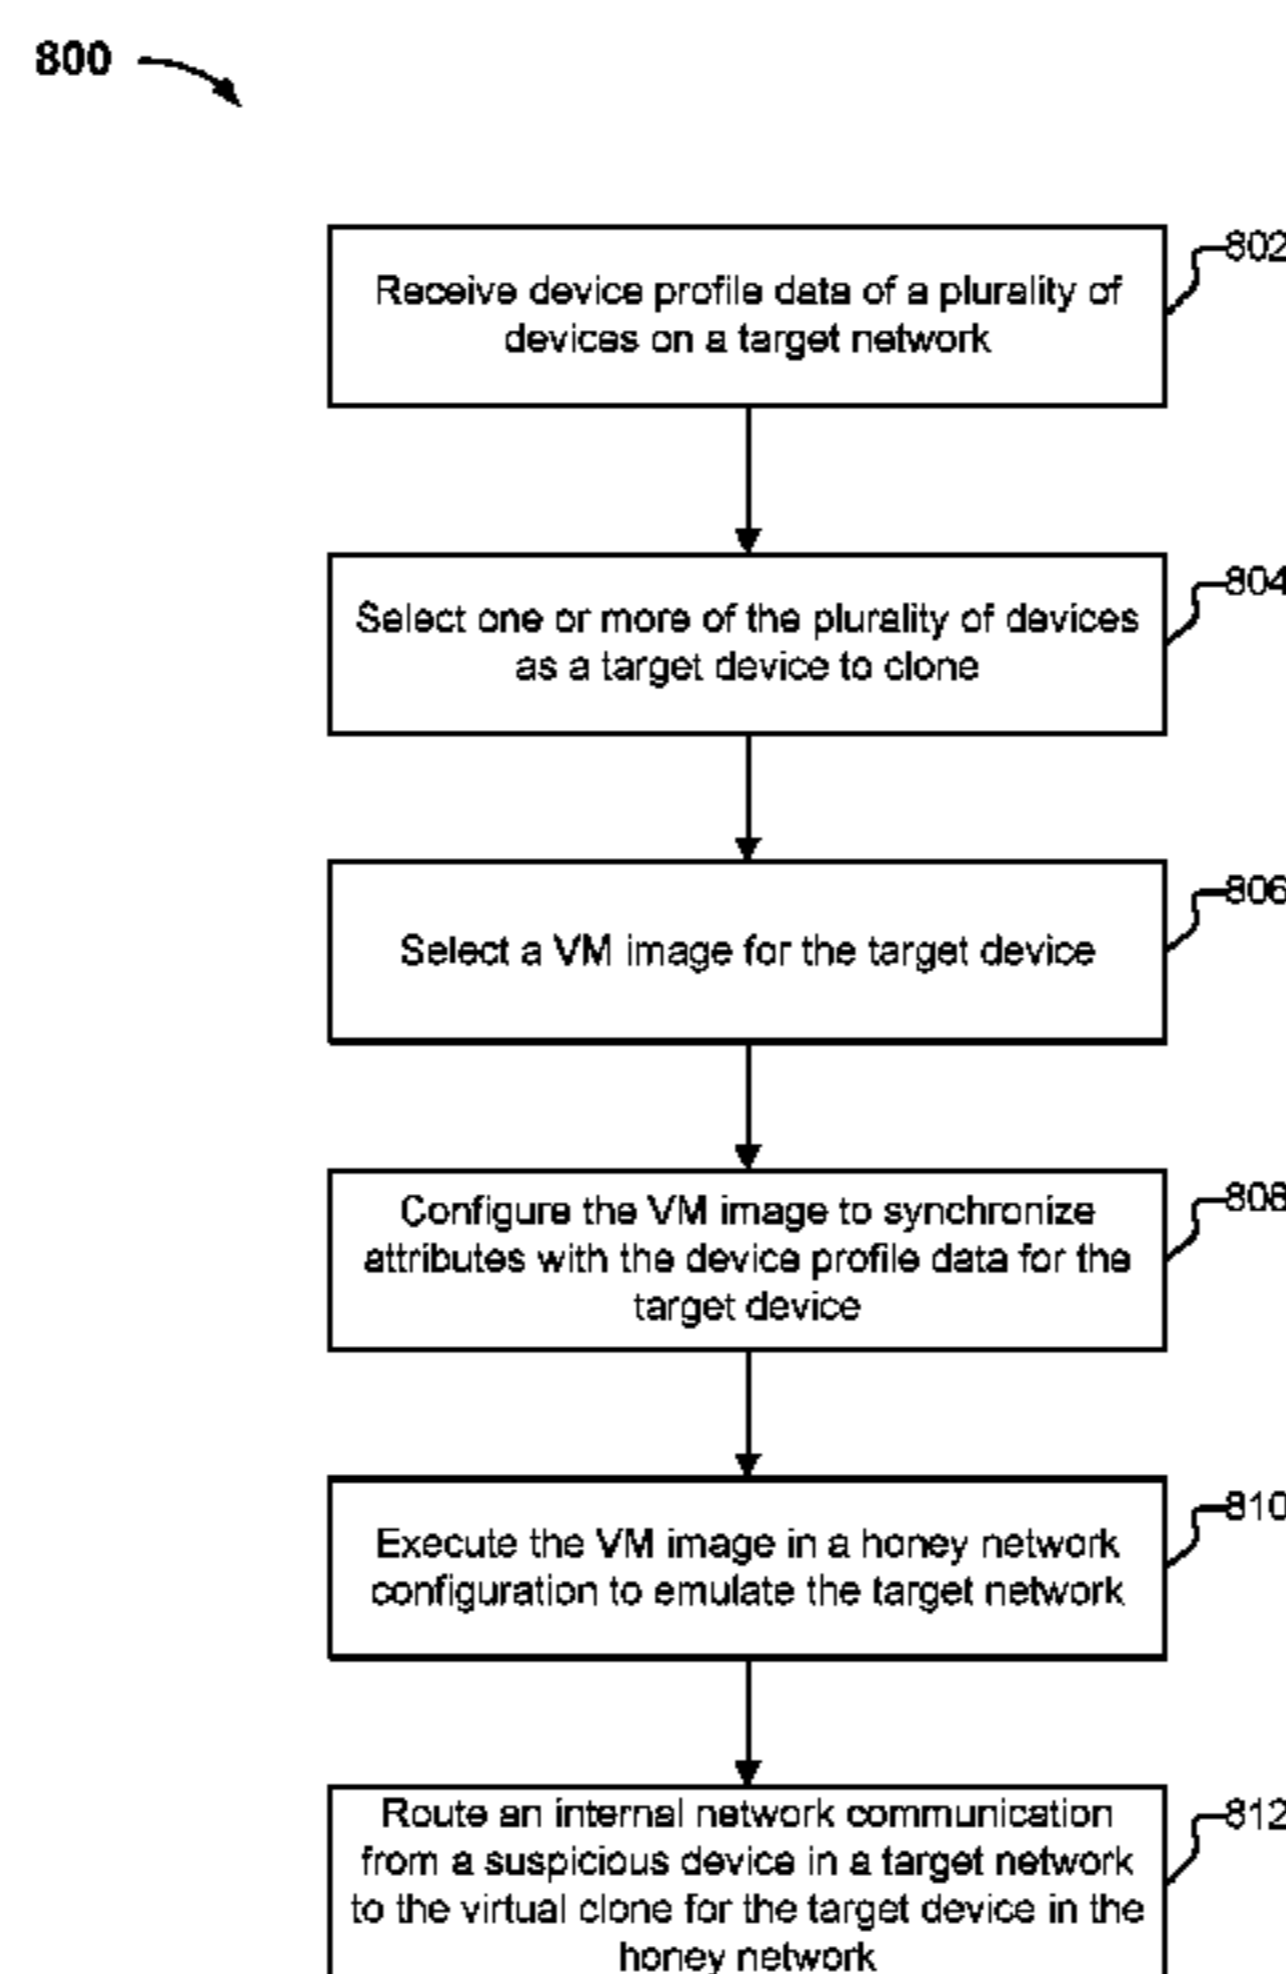 800
802
Receive device profile data of a plurality of
devices on a target network
804
Select one or more of the plurality of devices
as a target device to clone
806
Select a VM image for the target device
808
Configure the VM image to synchronize
attributes with the device profile data for the
target device
810
Execute the VM image in a honey network
configuration to emulate the target network
812
Route an internal network communication
from a suspicious device in a target network
to the virtual clone for the target device in the
honey network